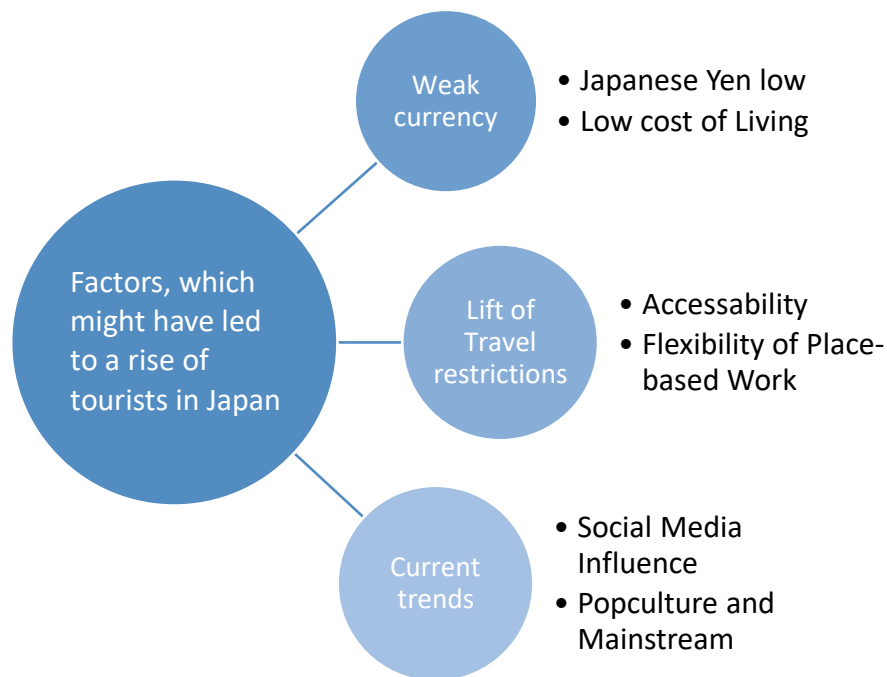 Weak
currency
• Japanese Yen low
• Low cost of Living
Factors, which
might have led
to a rise of
tourists in Japan
Lift of
Travel
restrictions
• Accessability
• Flexibility of Place-
based Work
Current
trends
• Social Media
Influence
• Popculture and
Mainstream